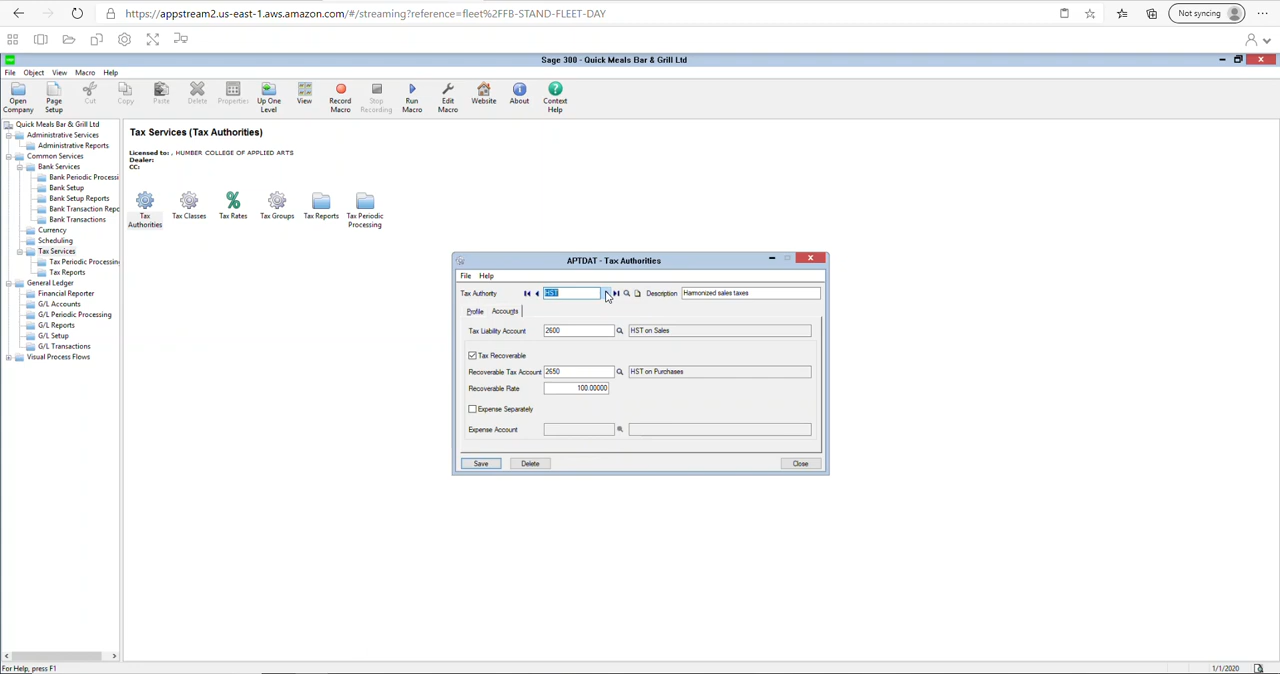 https://appstream2.us-east-1.aws.amazon.com/#/streaming?reference=fleet%2FFB-STAND-FLEET-DAY
Not syncing
Sage 300 - Quick Meals Bar & Grill Ltd
File Object View Macro Help
Open Company
Page Setup
Cut
Copy
Paste
Delete
Properties
Up One Level
View
Record Macro
Stop Recording
Run Macro
Edit Macro
Website
About
Context Help
Quick Meals Bar & Grill Ltd
Administrative Services
Administrative Reports
Common Services
Bank Services
Bank Periodic Processi
Bank Setup
Bank Setup Reports
Bank Transaction Repo
Bank Transactions
Currency
Scheduling
Tax Services
Tax Periodic Processing
Tax Reports
General Ledger
Financial Reporter
G/L Accounts
G/L Periodic Processing
G/L Reports
G/L Setup
G/L Transactions
Visual Process Flows
Tax Services (Tax Authorities)
Licensed to: , HUMBER COLLEGE OF APPLIED ARTS
Dealer:
CC:
Tax Authorities
Tax Classes
Tax Rates
Tax Groups
Tax Reports
Tax Periodic Processing
APTDAT - Tax Authorities
File Help
Tax Authority HST Description Harmonized sales taxes
Profile Accounts
Tax Liability Account 2600 HST on Sales
Tax Recoverable
Recoverable Tax Account 2650 HST on Purchases
Recoverable Rate 100.00000
Expense Separately
Expense Account
Save Delete Close
For Help, press F1
1/1/2020